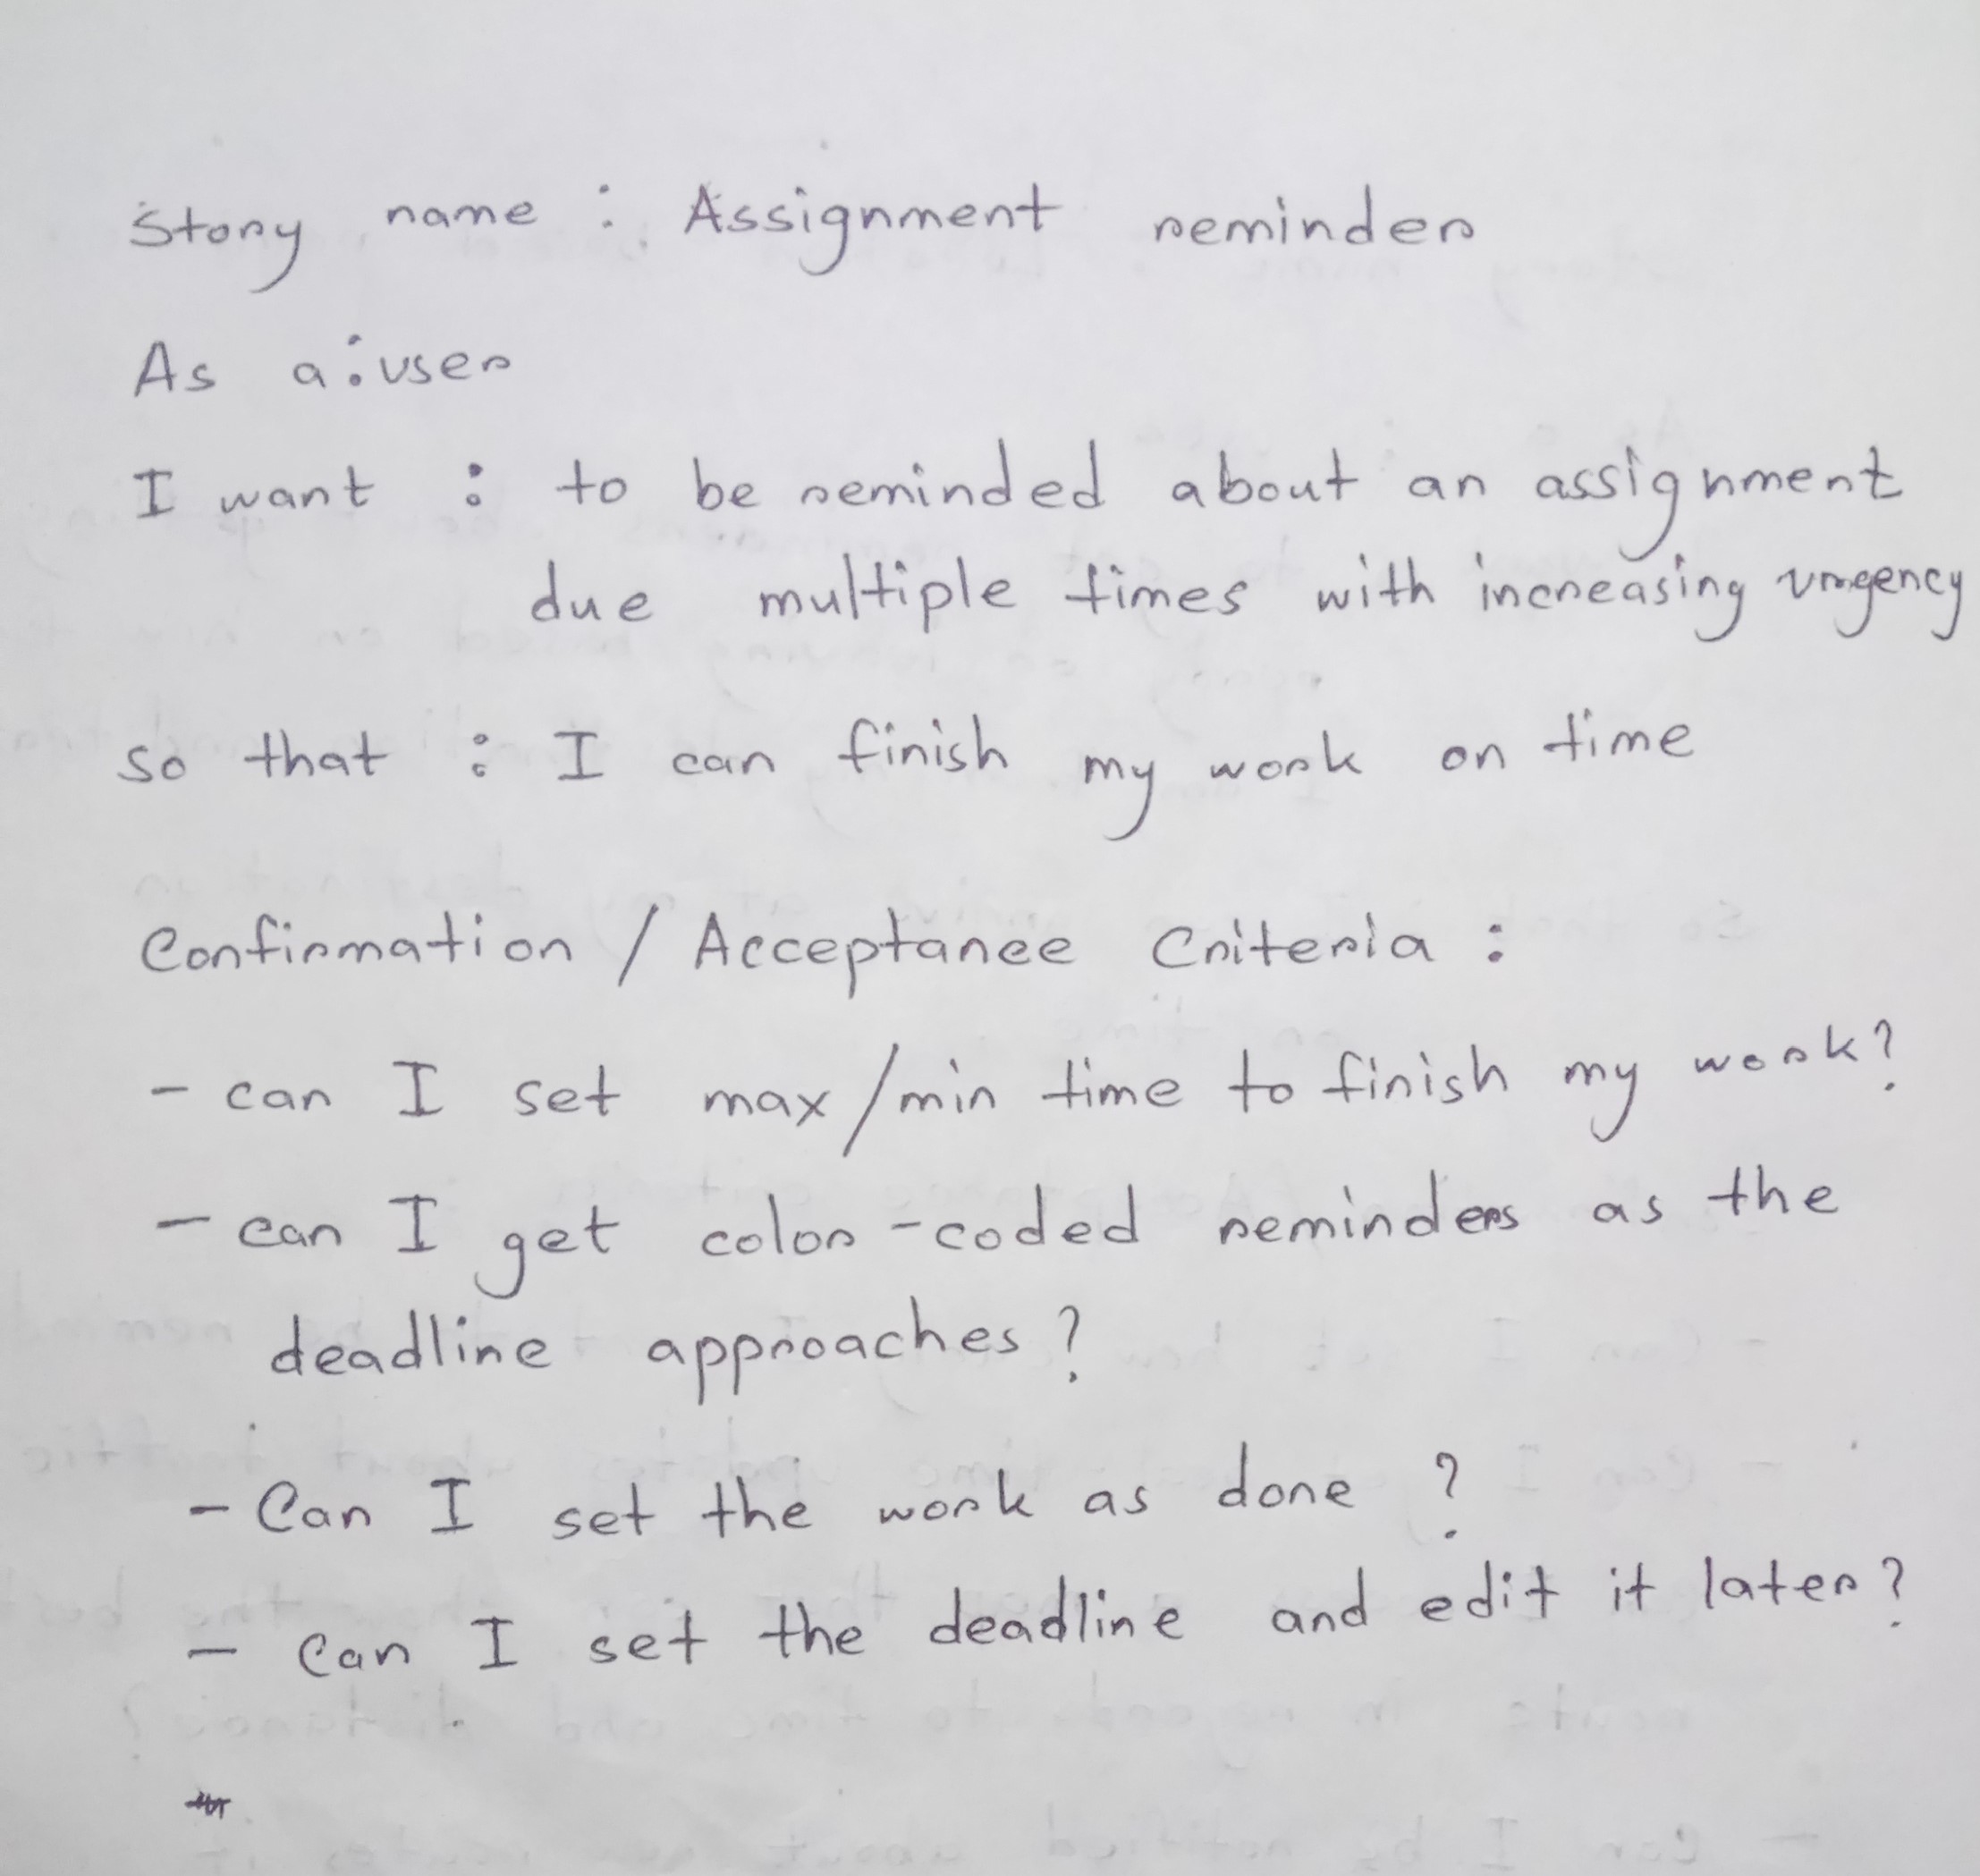 Story name : Assignment reminder
As a : user
I want : to be reminded about an assignment
due multiple times with increasing urgency
so that : I can finish my work on time
Confirmation / Acceptance Criteria :
- can I set max/min time to finish my work?
- can I get color-coded reminders as the
deadline approaches?
- Can I set the work as done ?
- Can I set the deadline and edit it later?